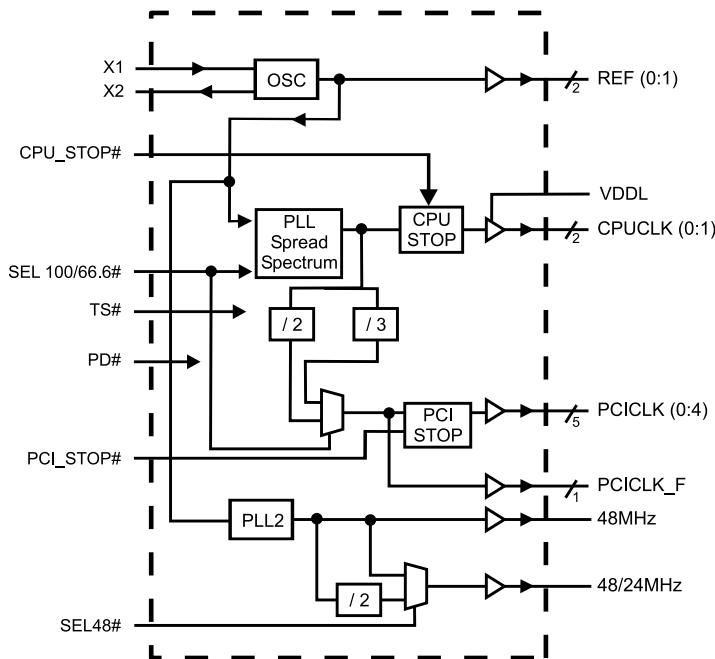 X1
OSC
REF (0:1)
2
X2
CPU_STOP#
VDDL
PLL
Spread
Spectrum
CPU
STOP
CPUCLK (0:1)
2
SEL 100/66.6#
TS#
/ 2
/ 3
PD#
PCI
STOP
PCICLK (0:4)
5
PCI_STOP#
PCICLK_F
1
PLL2
48MHz
/ 2
48/24MHz
SEL48#